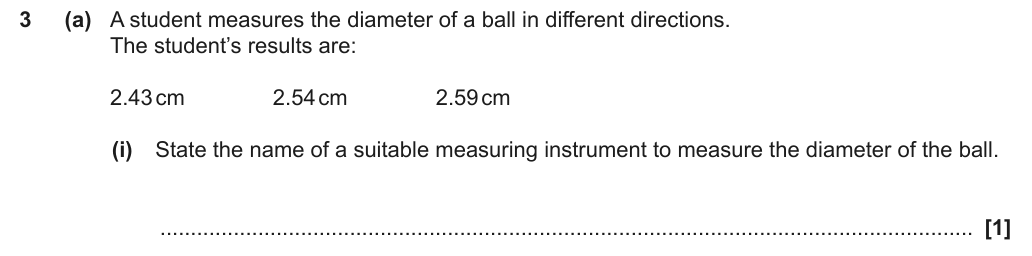 3 (a) A student measures the diameter of a ball in different directions.
The student’s results are:
2.43 cm 2.54 cm 2.59 cm
(i) State the name of a suitable measuring instrument to measure the diameter of the ball.
.......................................................................................................................................... [1]